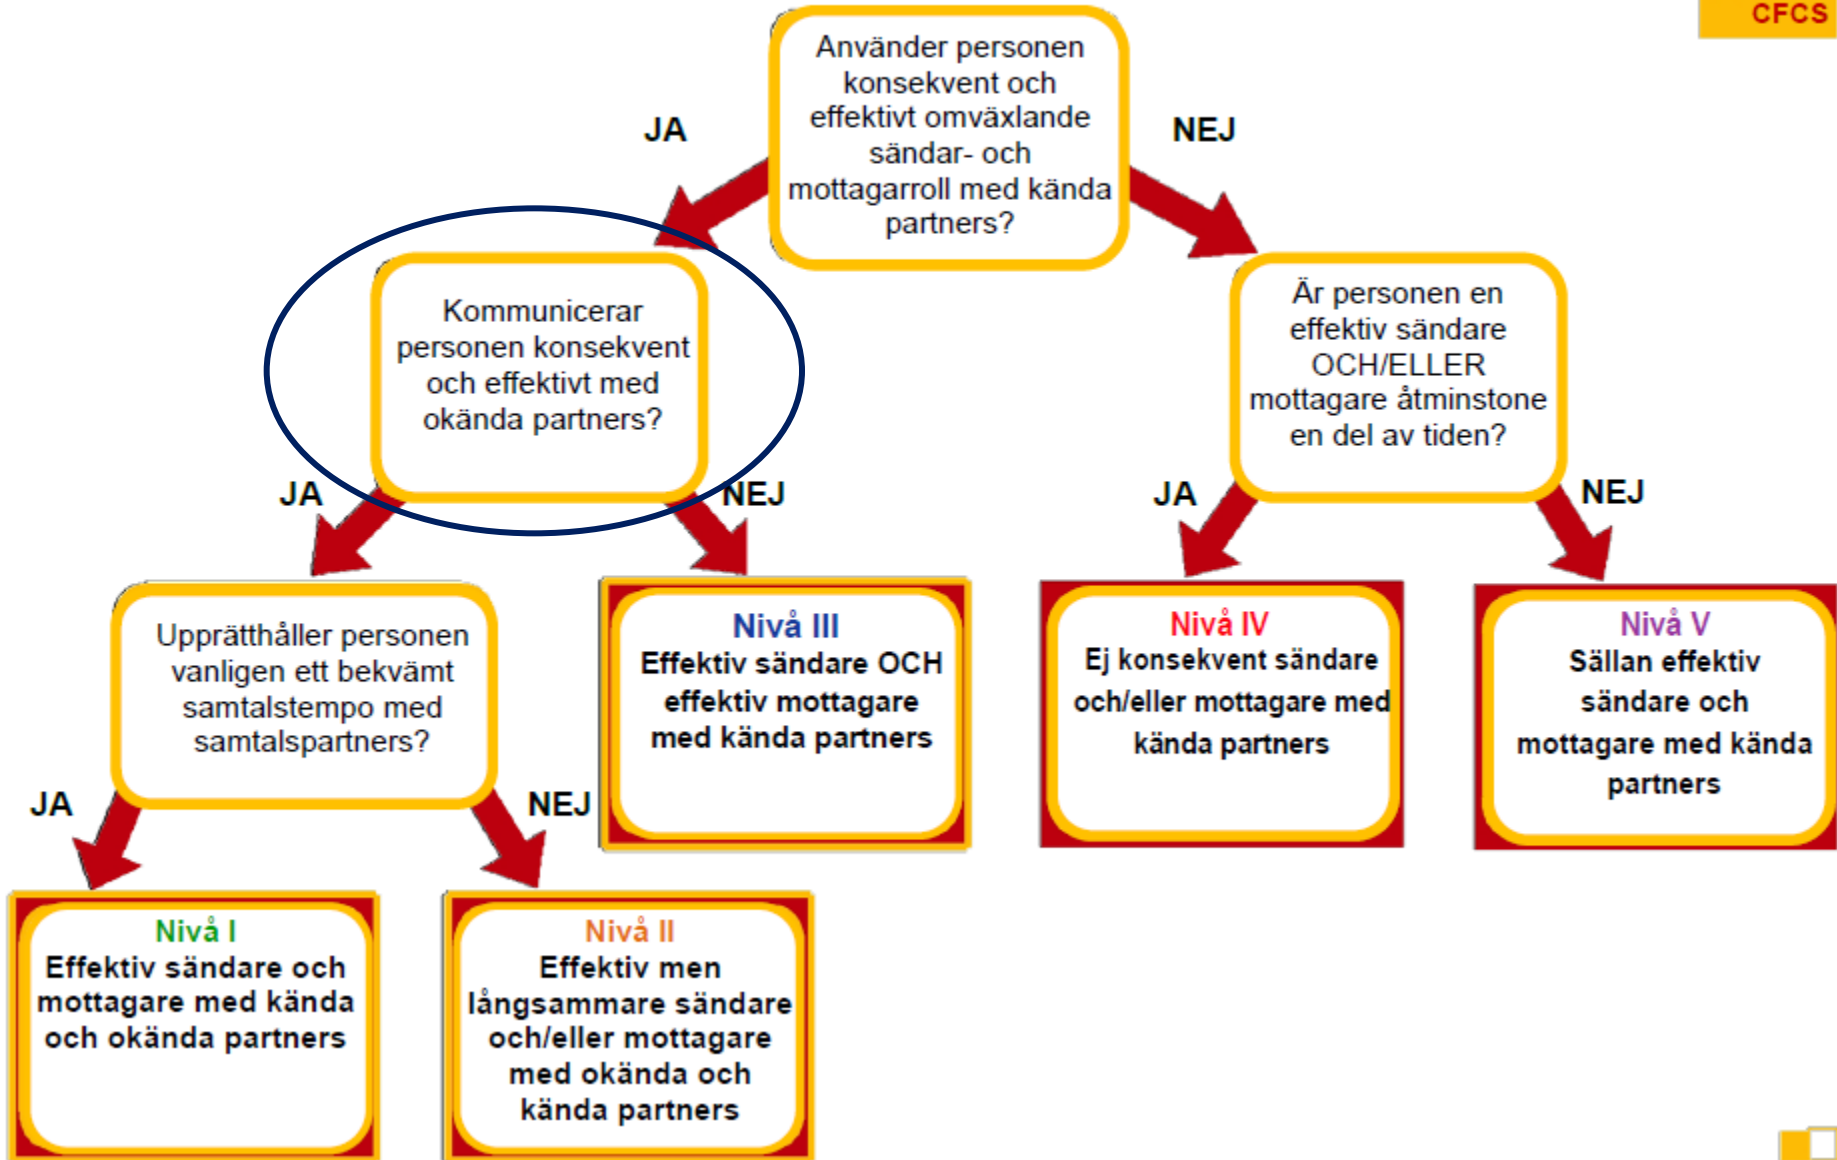 CFCS
Använder personen
konsekvent och
effektivt omväxlande
sändar- och
mottagarroll med kända
partners?
JA
NEJ
Kommunicerar
personen konsekvent
och effektivt med
okända partners?
Är personen en
effektiv sändare
OCH/ELLER
mottagare åtminstone
en del av tiden?
JA
NEJ
JA
NEJ
Upprätthåller personen
vanligen ett bekvämt
samtalstempo med
samtalspartners?
Nivå III
Effektiv sändare OCH
effektiv mottagare
med kända partners
Nivå IV
Ej konsekvent sändare
och/eller mottagare med
kända partners
Nivå V
Sällan effektiv
sändare och
mottagare med kända
partners
JA
NEJ
Nivå I
Effektiv sändare och
mottagare med kända
och okända partners
Nivå II
Effektiv men
långsammare sändare
och/eller mottagare
med okända och
kända partners